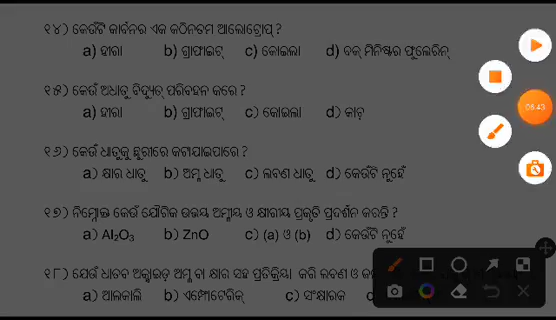 ୧୪) କେଉଁଟି କାର୍ବନର ଏକ କଠିନତମ ଆଲୋଟ୍ରୋପ୍ ?
a) ହୀରା b) ଗ୍ରାଫାଇଟ୍ c) କୋଇଲା d) ବକ୍ ମିନିଷ୍ଟର ଫୁଲେରିନ୍
୧୫) କେଉଁ ଅଧାତୁ ବିଦ୍ୟୁତ୍ ପରିବହନ କରେ ?
a) ହୀରା b) ଗ୍ରାଫାଇଟ୍ c) କୋଇଲା d) କାଚ
୧୬) କେଉଁ ଧାତୁକୁ ଛୁରୀରେ କଟାଯାଇପାରେ ?
a) କ୍ଷାର ଧାତୁ b) ଅମ୍ଳ ଧାତୁ c) ଲବଣ ଧାତୁ d) କେଉଁଟି ନୁହେଁ
୧୭) ନିମ୍ନୋକ୍ତ କେଉଁ ଯୌଗିକ ଉଭୟ ଅମ୍ଳୀୟ ଓ କ୍ଷାରୀୟ ପ୍ରକୃତି ପ୍ରଦର୍ଶନ କରନ୍ତି ?
a) Al₂O₃ b) ZnO c) (a) ଓ (b) d) କେଉଁଟି ନୁହେଁ
୧୮) ଯେଉଁ ଧାତବ ଅକ୍ସାଇଡ଼ ଅମ୍ଳ ବା କ୍ଷାର ସହ ପ୍ରତିକ୍ରିୟା କରି ଲବଣ ଓ
a) ଆଲକାଲି b) ଏମ୍ଫୋଟେରିକ୍ c) ସଂକ୍ଷାରକ
05:43